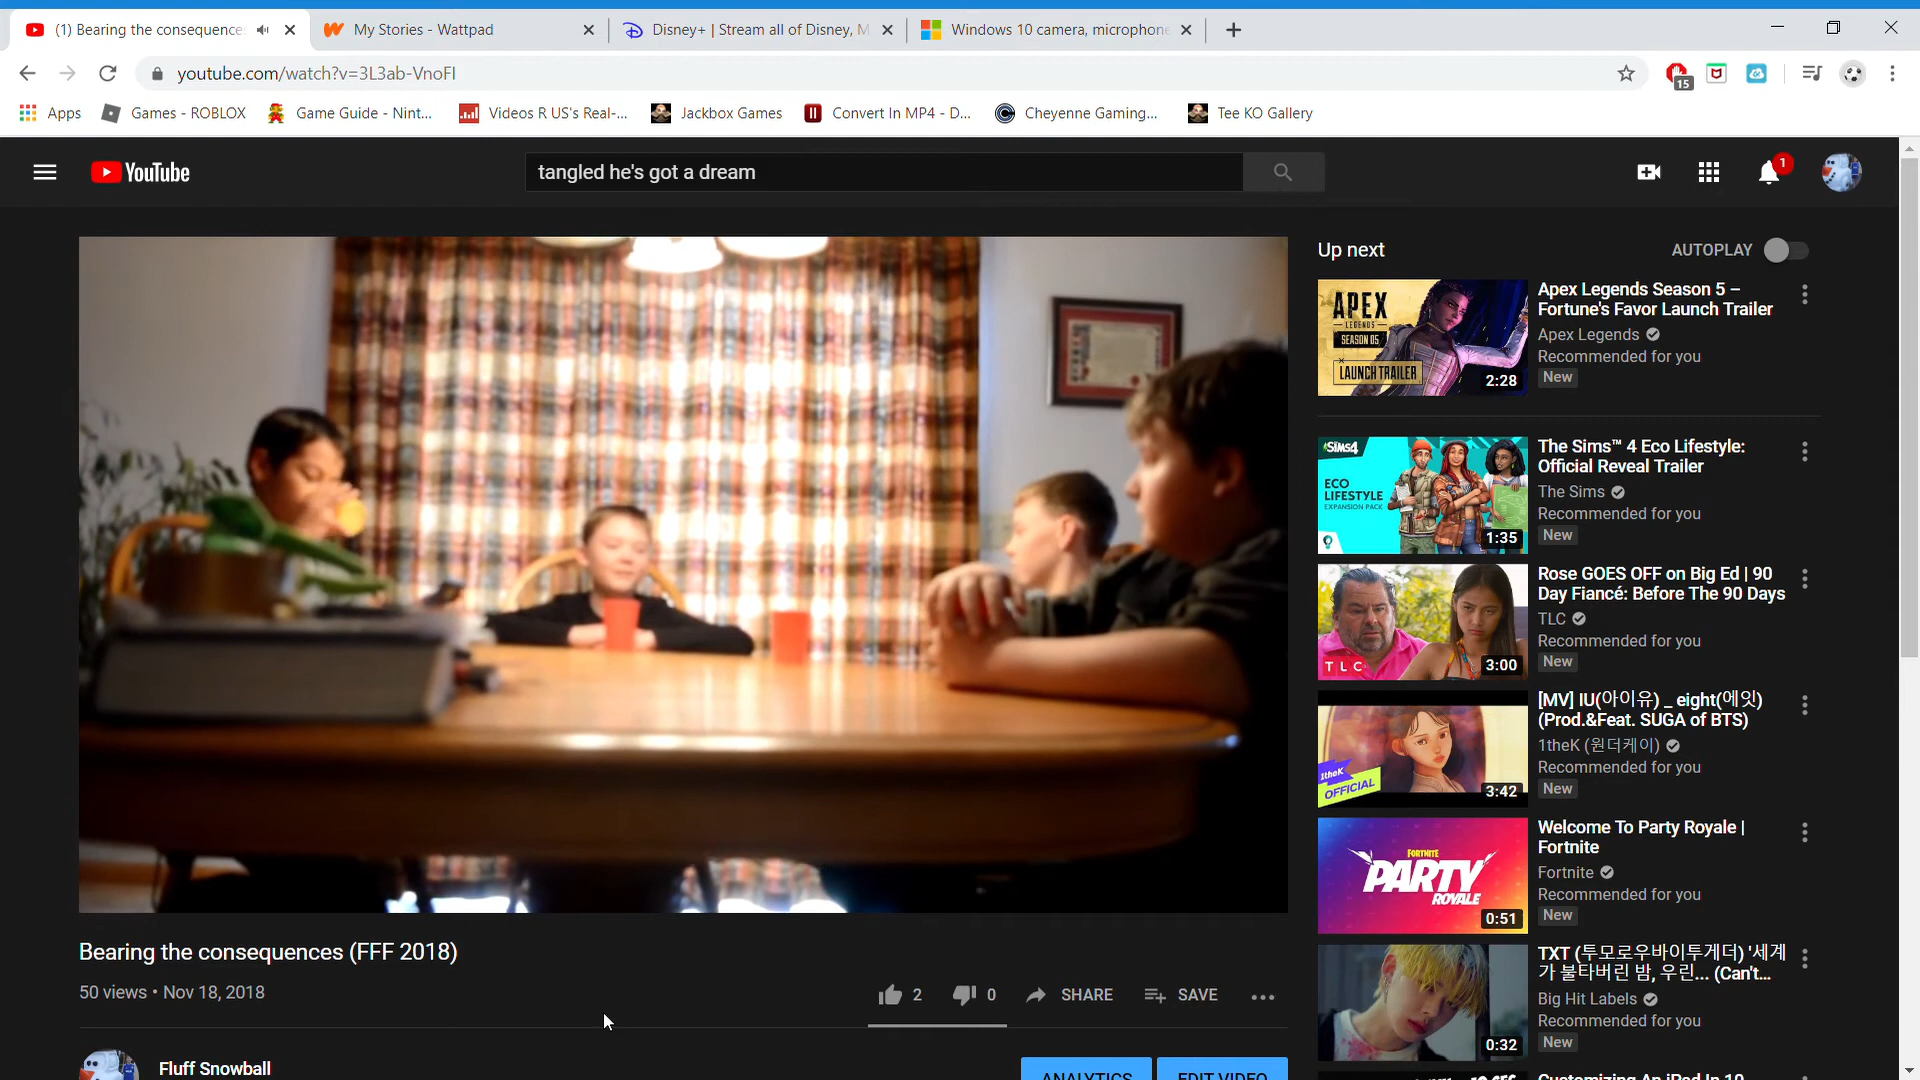 (1) Bearing the consequence
My Stories - Wattpad
Disney+ | Stream all of Disney, M
Windows 10 camera, microphone
youtube.com/watch?v=3L3ab-VnoFI
15
Apps
Games - ROBLOX
Game Guide - Nint...
Videos R US's Real-...
Jackbox Games
Convert In MP4 - D...
Cheyenne Gaming...
Tee KO Gallery
YouTube
tangled he's got a dream
1
Up next
AUTOPLAY
APEX
LEGENDS
SEASON 05
LAUNCH TRAILER
2:28
Apex Legends Season 5 –
Fortune's Favor Launch Trailer
Apex Legends
Recommended for you
New
SIMS4
ECO
LIFESTYLE
EXPANSION PACK
1:35
The Sims™ 4 Eco Lifestyle:
Official Reveal Trailer
The Sims
Recommended for you
New
TLC
3:00
Rose GOES OFF on Big Ed | 90
Day Fiancé: Before The 90 Days
TLC
Recommended for you
New
1theK
OFFICIAL
3:42
[MV] IU(아이유) _ eight(에잇)
(Prod.&Feat. SUGA of BTS)
1theK (원더케이)
Recommended for you
New
FORTNITE
PARTY
ROYALE
0:51
Welcome To Party Royale |
Fortnite
Fortnite
Recommended for you
New
0:32
TXT (투모로우바이투게더) '세계
가 불타버린 밤, 우린... (Can't...
Big Hit Labels
Recommended for you
New
Customizing An iPad In 10
Bearing the consequences (FFF 2018)
50 views • Nov 18, 2018
2
0
SHARE
SAVE
Fluff Snowball
ANALYTICS
EDIT VIDEO